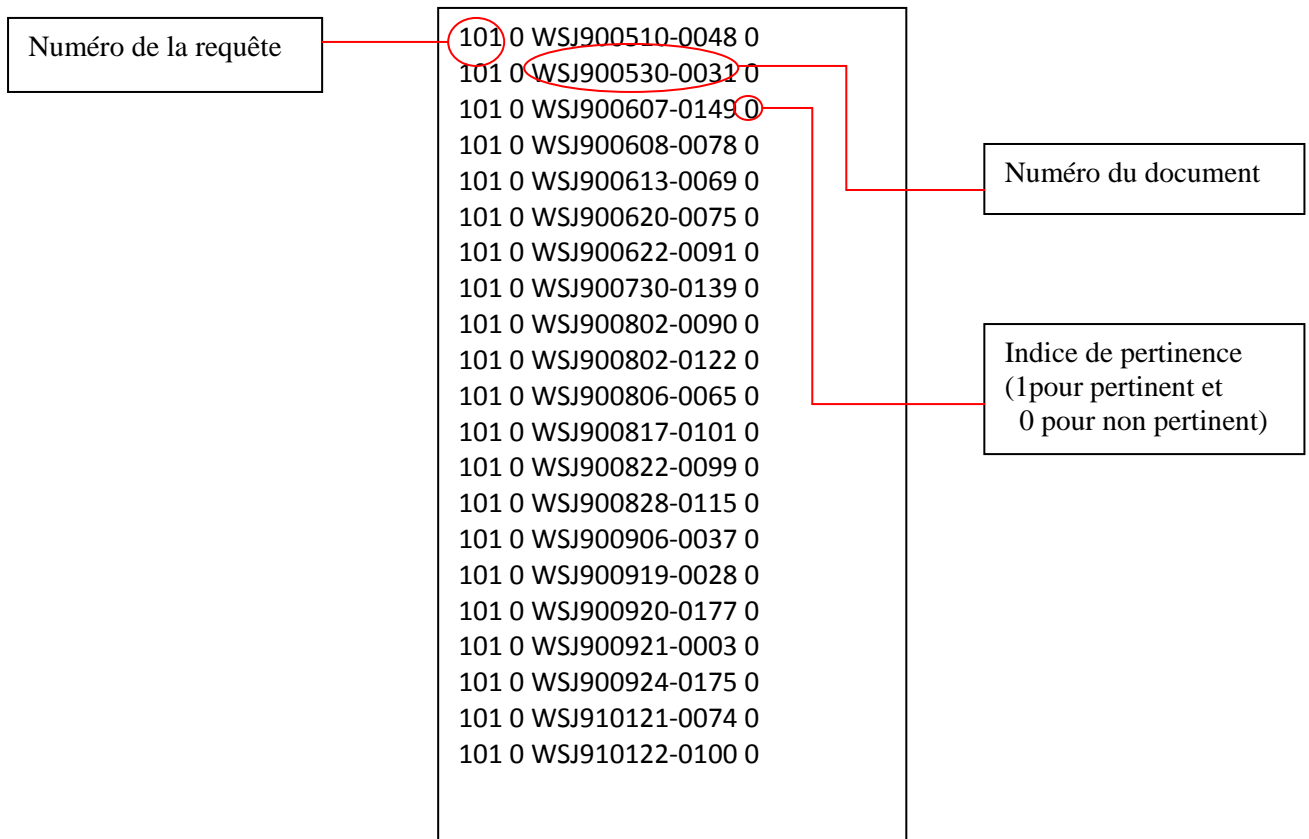 Numéro de la requête
101 0 WSJ900510-0048 0
101 0 WSJ900530-0031 0
101 0 WSJ900607-0149 0
101 0 WSJ900608-0078 0
101 0 WSJ900613-0069 0
101 0 WSJ900620-0075 0
101 0 WSJ900622-0091 0
101 0 WSJ900730-0139 0
101 0 WSJ900802-0090 0
101 0 WSJ900802-0122 0
101 0 WSJ900806-0065 0
101 0 WSJ900817-0101 0
101 0 WSJ900822-0099 0
101 0 WSJ900828-0115 0
101 0 WSJ900906-0037 0
101 0 WSJ900919-0028 0
101 0 WSJ900920-0177 0
101 0 WSJ900921-0003 0
101 0 WSJ900924-0175 0
101 0 WSJ910121-0074 0
101 0 WSJ910122-0100 0
Numéro du document
Indice de pertinence
(1pour pertinent et
0 pour non pertinent)